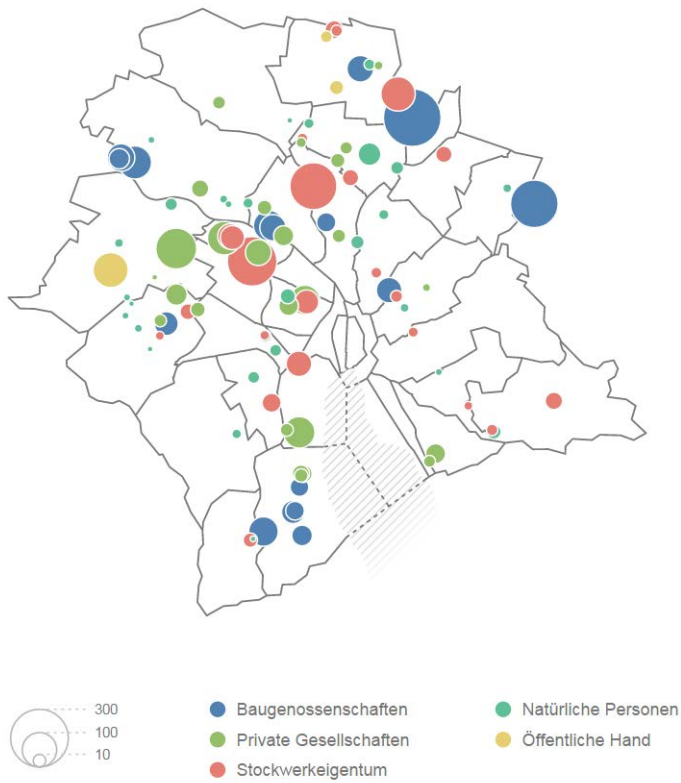 300
100
10
Baugenossenschaften
Private Gesellschaften
Stockwerkeigentum
Natürliche Personen
Öffentliche Hand